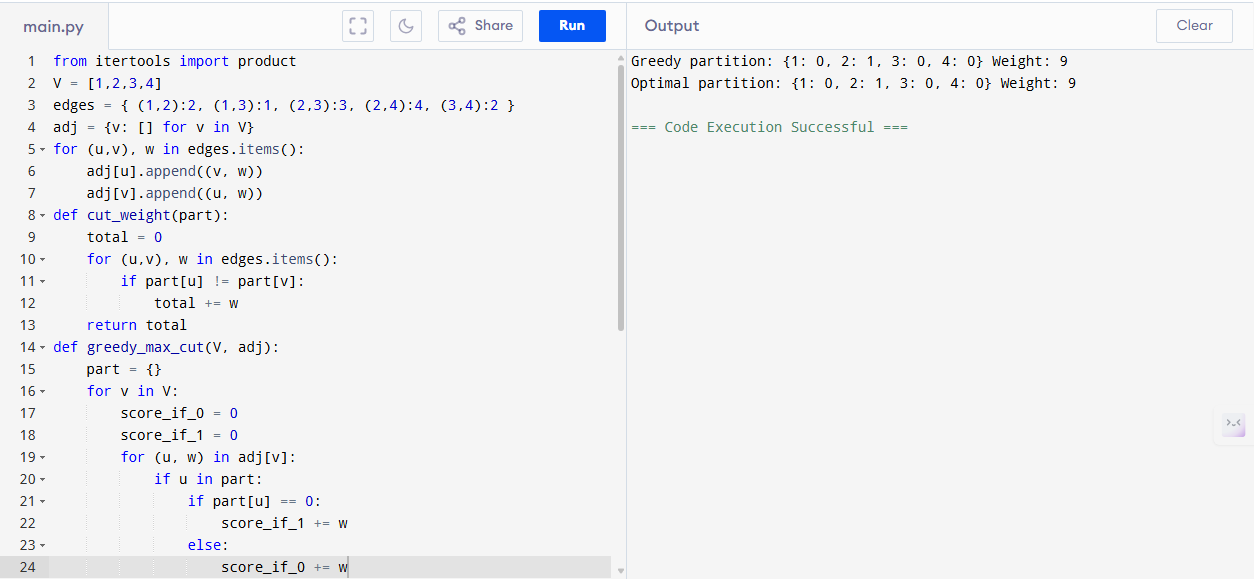 main.py
Share
Run
Output
Clear
1 from itertools import product
2 V = [1,2,3,4]
3 edges = { (1,2):2, (1,3):1, (2,3):3, (2,4):4, (3,4):2 }
4 adj = {v: [] for v in V}
5 for (u,v), w in edges.items():
6     adj[u].append((v, w))
7     adj[v].append((u, w))
8 def cut_weight(part):
9     total = 0
10     for (u,v), w in edges.items():
11         if part[u] != part[v]:
12             total += w
13     return total
14 def greedy_max_cut(V, adj):
15     part = {}
16     for v in V:
17         score_if_0 = 0
18         score_if_1 = 0
19         for (u, w) in adj[v]:
20             if u in part:
21                 if part[u] == 0:
22                     score_if_1 += w
23                 else:
24                     score_if_0 += w
Greedy partition: {1: 0, 2: 1, 3: 0, 4: 0} Weight: 9
Optimal partition: {1: 0, 2: 1, 3: 0, 4: 0} Weight: 9
=== Code Execution Successful ===